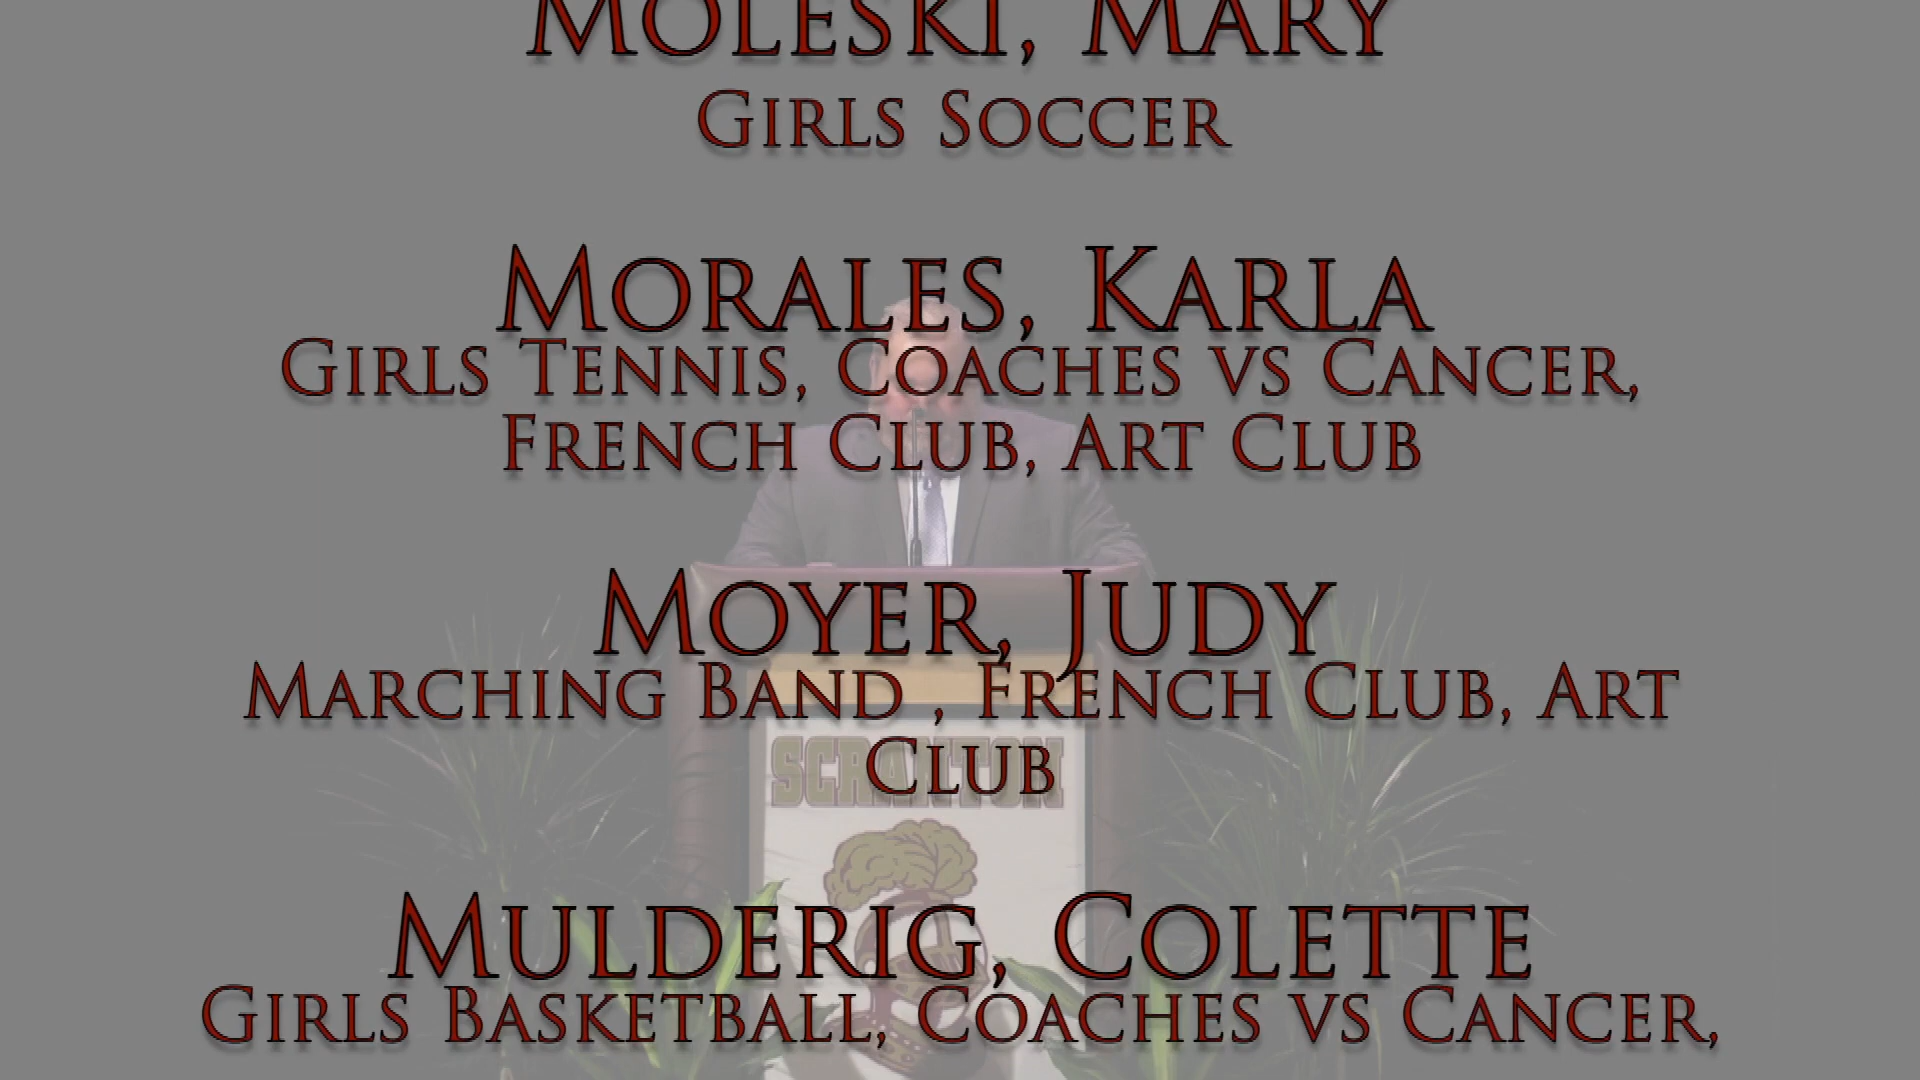 Moleski, Mary
Girls Soccer
Morales, Karla
Girls Tennis, Coaches vs Cancer,
French Club, Art Club
Moyer, Judy
Marching Band , French Club, Art
Club
SCRANTON
Mulderig, Colette
Girls Basketball, Coaches vs Cancer,